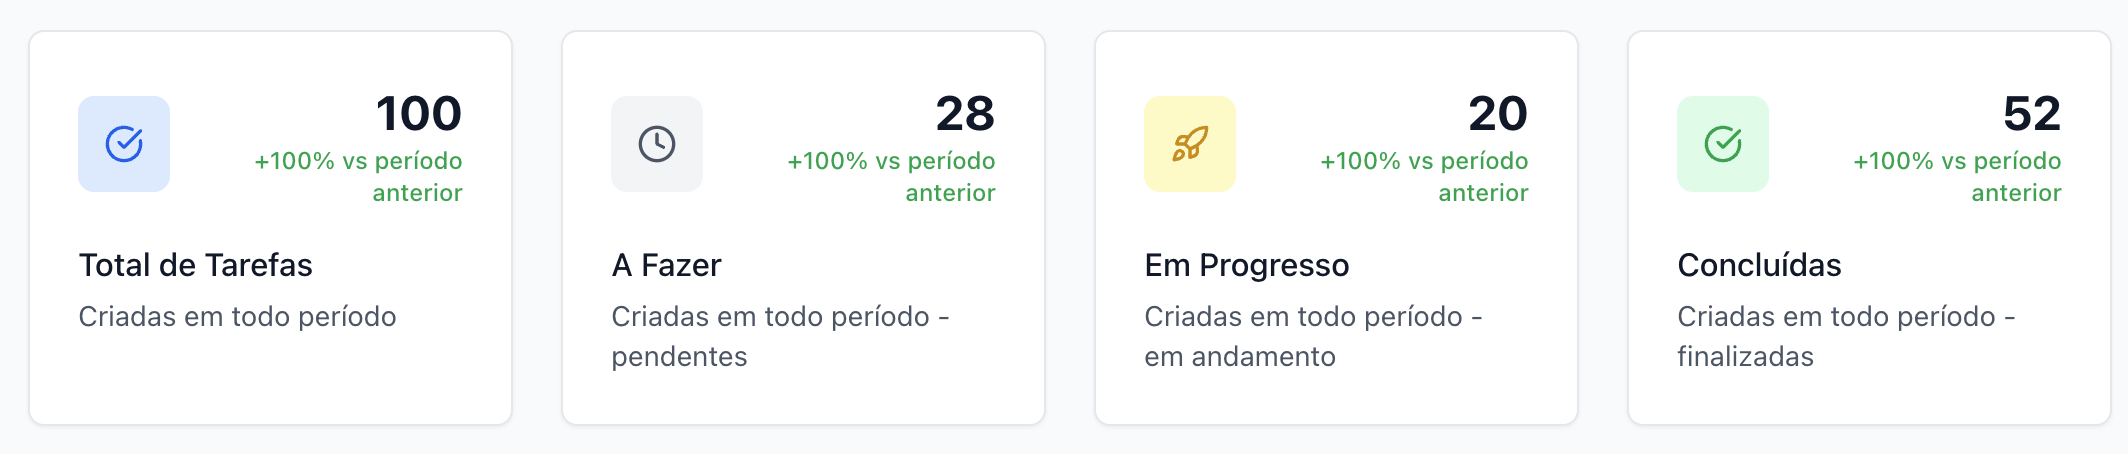 100
+100% vs período
anterior
Total de Tarefas
Criadas em todo período
28
+100% vs período
anterior
A Fazer
Criadas em todo período -
pendentes
20
+100% vs período
anterior
Em Progresso
Criadas em todo período -
em andamento
52
+100% vs período
anterior
Concluídas
Criadas em todo período -
finalizadas